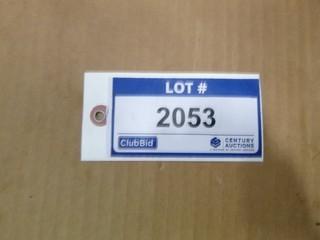 LOT #
2053
ClubBid
CENTURY
AUCTIONS